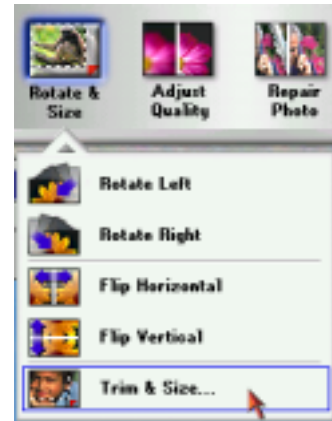 Rotate &
Size
Adjust
Quality
Repair
Photo
Rotate Left
Rotate Right
Flip Horizontal
Flip Vertical
Trim & Size...